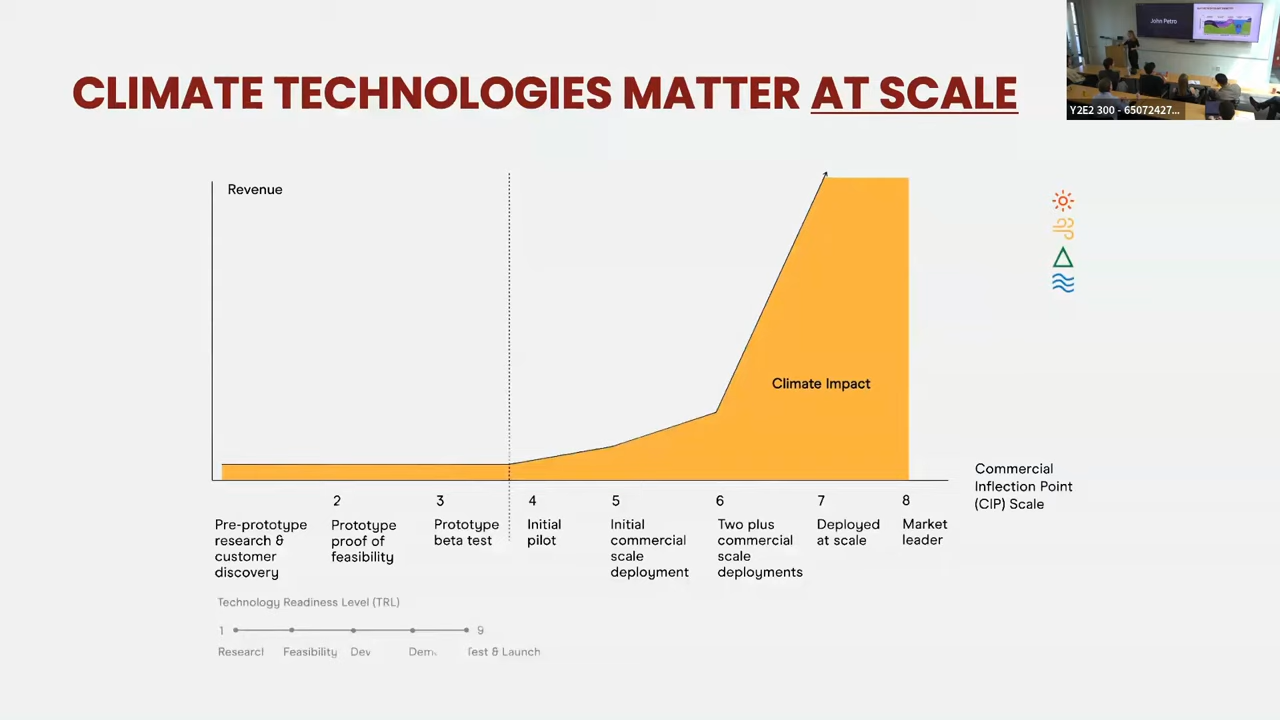 CLIMATE TECHNOLOGIES MATTER AT SCALE
John Petro
Y2E2 300 - 65072427...
Revenue
Climate Impact
Commercial
Inflection Point
(CIP) Scale
2
3
4
5
6
7
8
Pre-prototype
research &
customer
discovery
Prototype
proof of
feasibility
Prototype
beta test
Initial
pilot
Initial
commercial
scale
deployment
Two plus
commercial
scale
deployments
Deployed
at scale
Market
leader
Technology Readiness Level (TRL)
1
9
Feasibility
Dev
Test & Launch